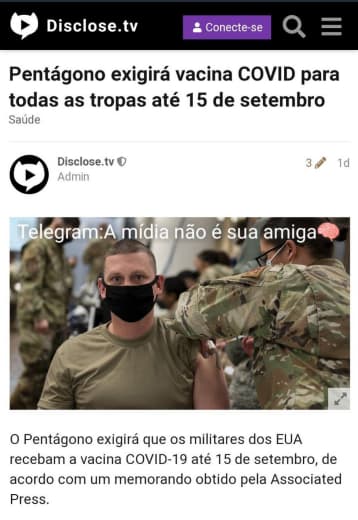 Disclose.tv
Conecte-se
Pentágono exigirá vacina COVID para
todas as tropas até 15 de setembro
Saúde
Disclose.tv
Admin
3
1d
Telegram:A mídia não é sua amiga🧠
O Pentágono exigirá que os militares dos EUA
recebam a vacina COVID-19 até 15 de setembro, de
acordo com um memorando obtido pela Associated
Press.